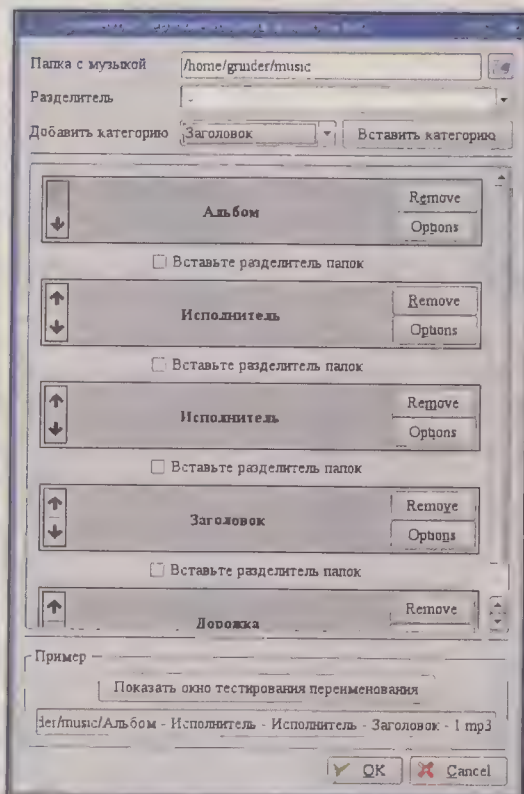 Папка с музыкой /home/grinder/music
Разделитель -
Добавить категорию Заголовок Вставить категорию
Альбом Remove
Options
Вставьте разделитель папок
Исполнитель Remove
Options
Вставьте разделитель папок
Исполнитель Remove
Options
Вставьте разделитель папок
Заголовок Remove
Options
Вставьте разделитель папок
Дорожка Remove
Пример
Показать окно тестирования переименования
der/music/Альбом - Исполнитель - Исполнитель - Заголовок - 1 mp3
OK Cancel